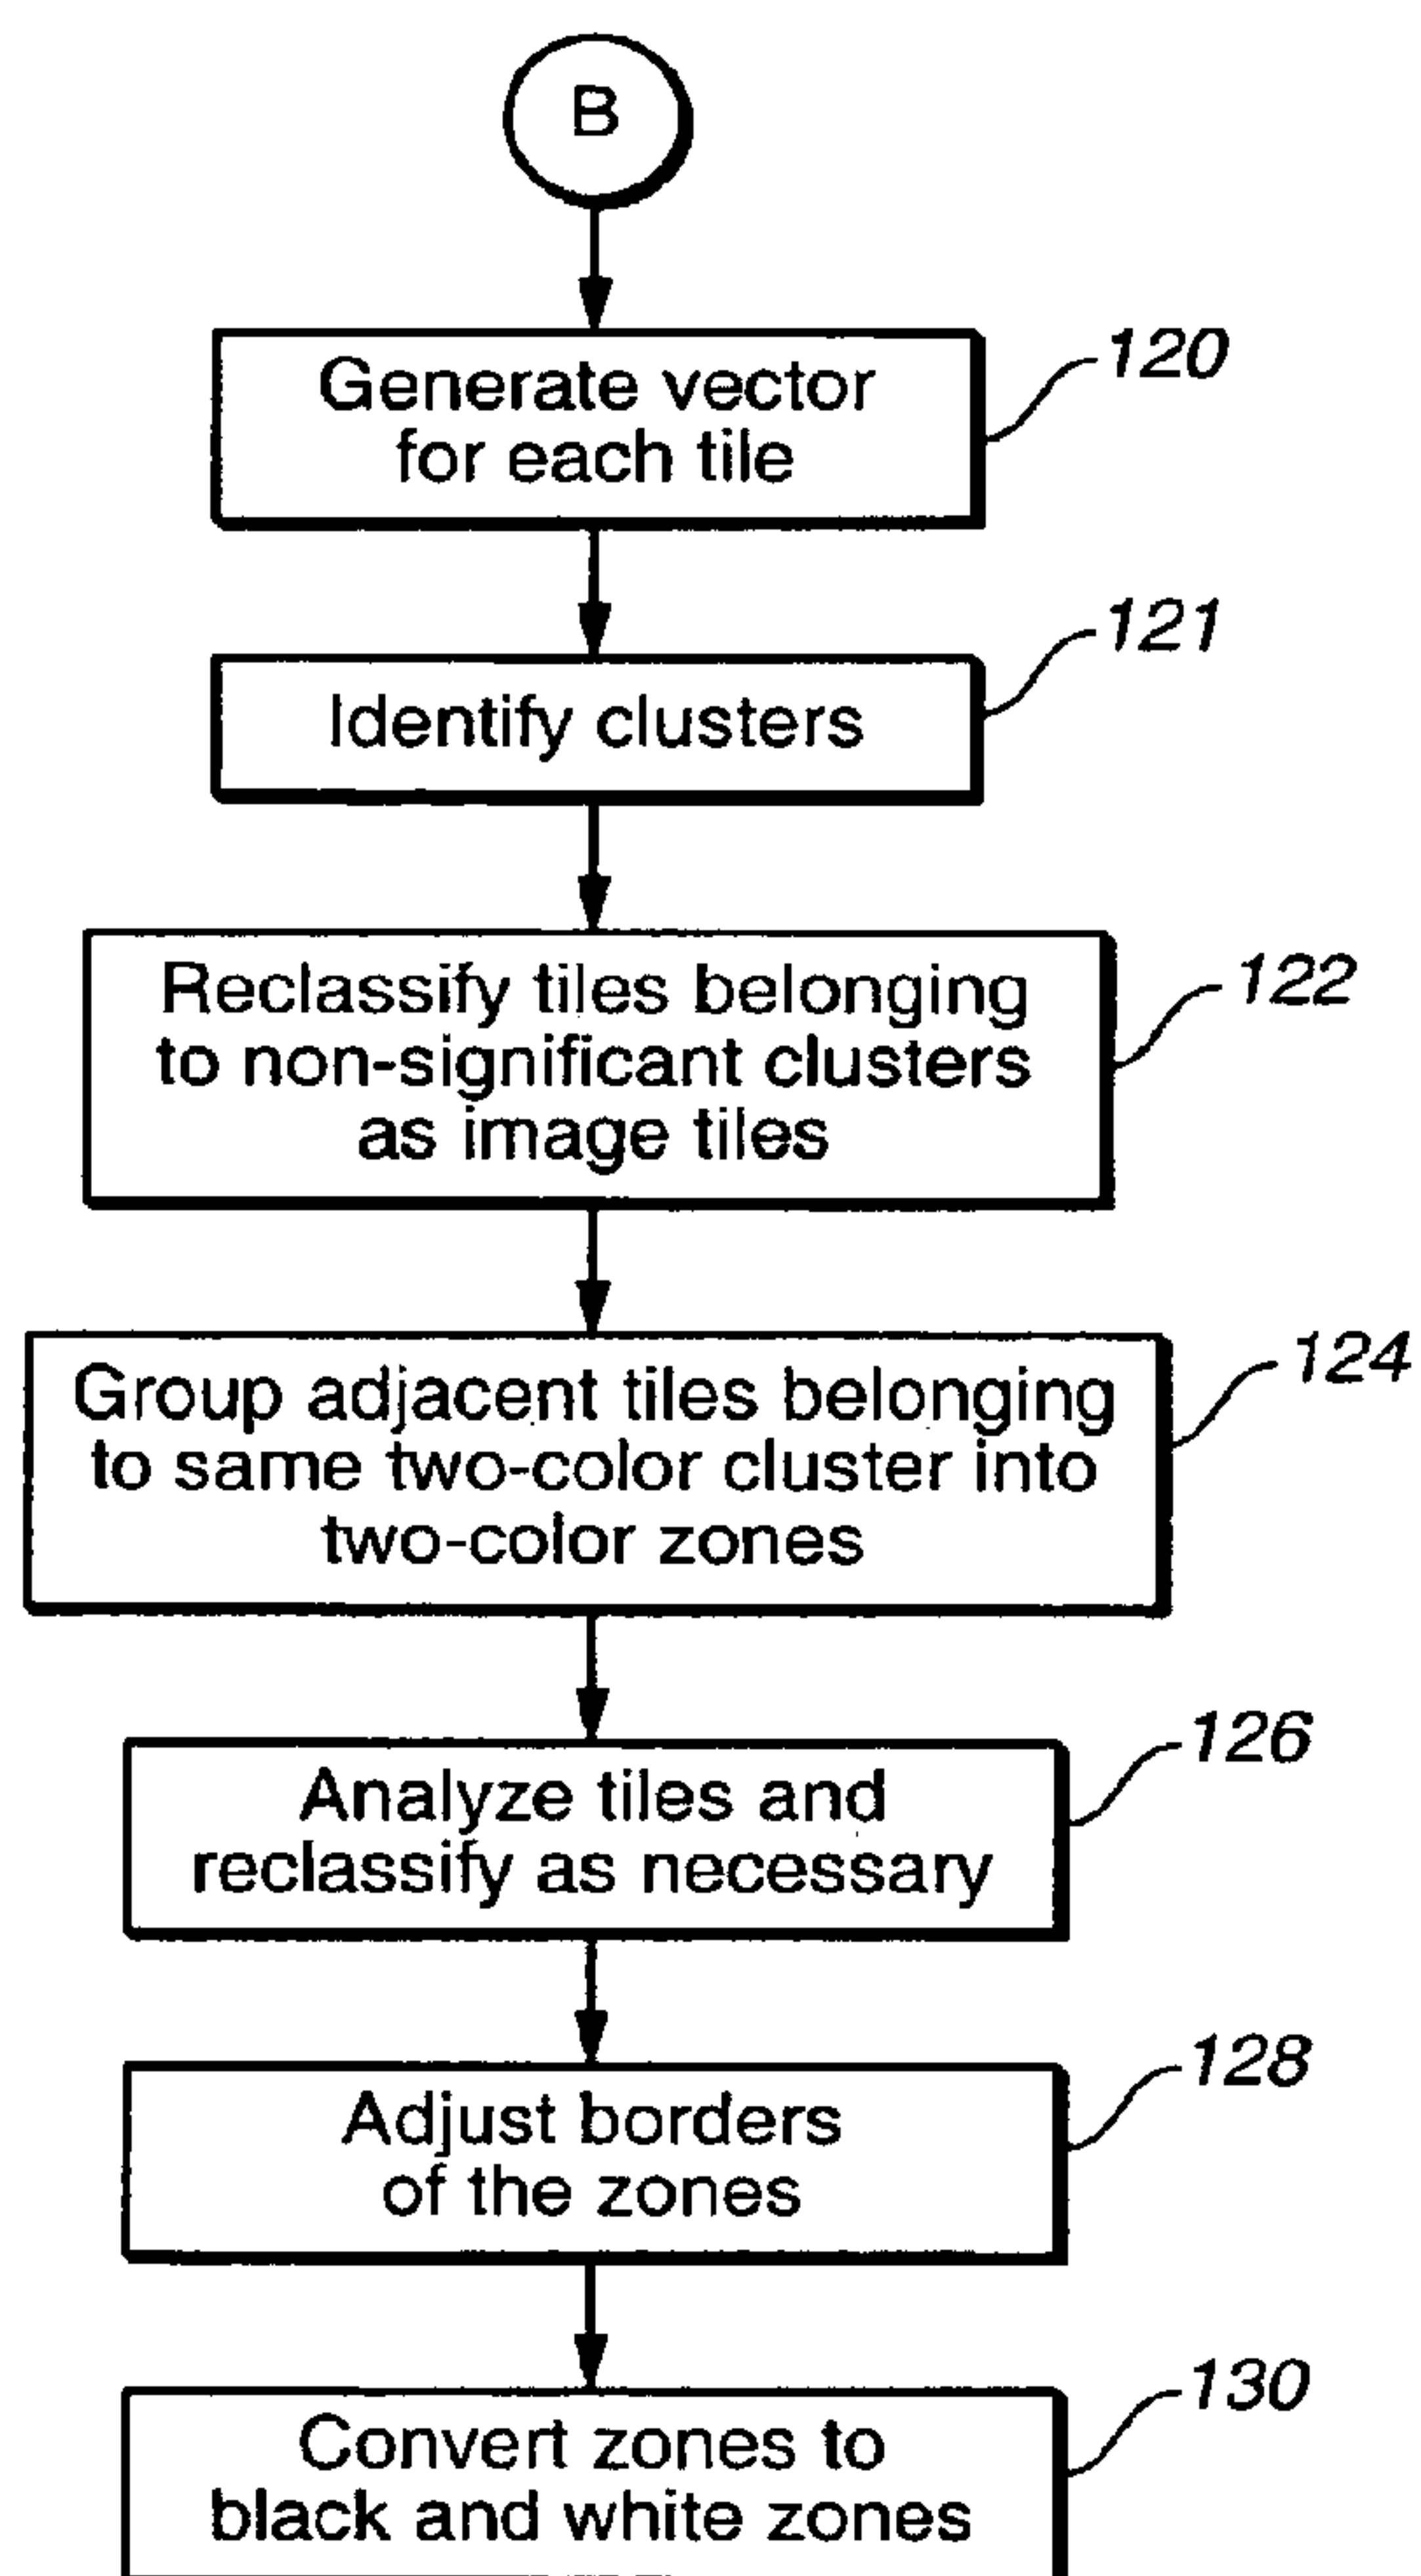 B
Generate vector
for each tile
120
Identify clusters
121
Reclassify tiles belonging
to non-significant clusters
as image tiles
122
Group adjacent tiles belonging
to same two-color cluster into
two-color zones
124
Analyze tiles and
reclassify as necessary
126
Adjust borders
of the zones
128
Convert zones to
black and white zones
130